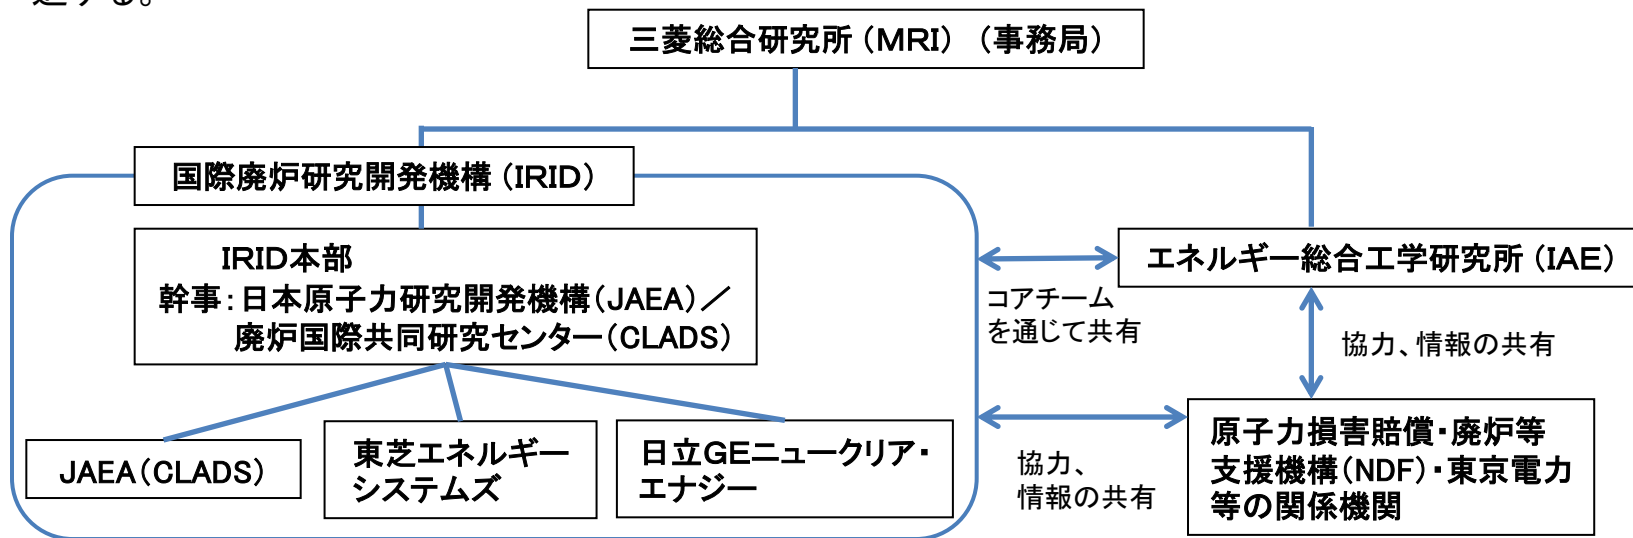 進する。
三菱総合研究所(MRI) (事務局)
国際廃炉研究開発機構(IRID)
IRID本部
幹事:日本原子力研究開発機構(JAEA)/
廃炉国際共同研究センター(CLADS)
JAEA(CLADS)
東芝エネルギー
システムズ
日立GEニュークリア・
エナジー
エネルギー総合工学研究所(IAE)
コアチーム
を通じて共有
協力、情報の共有
協力、
情報の共有
原子力損害賠償・廃炉等
支援機構(NDF)・東京電力
等の関係機関